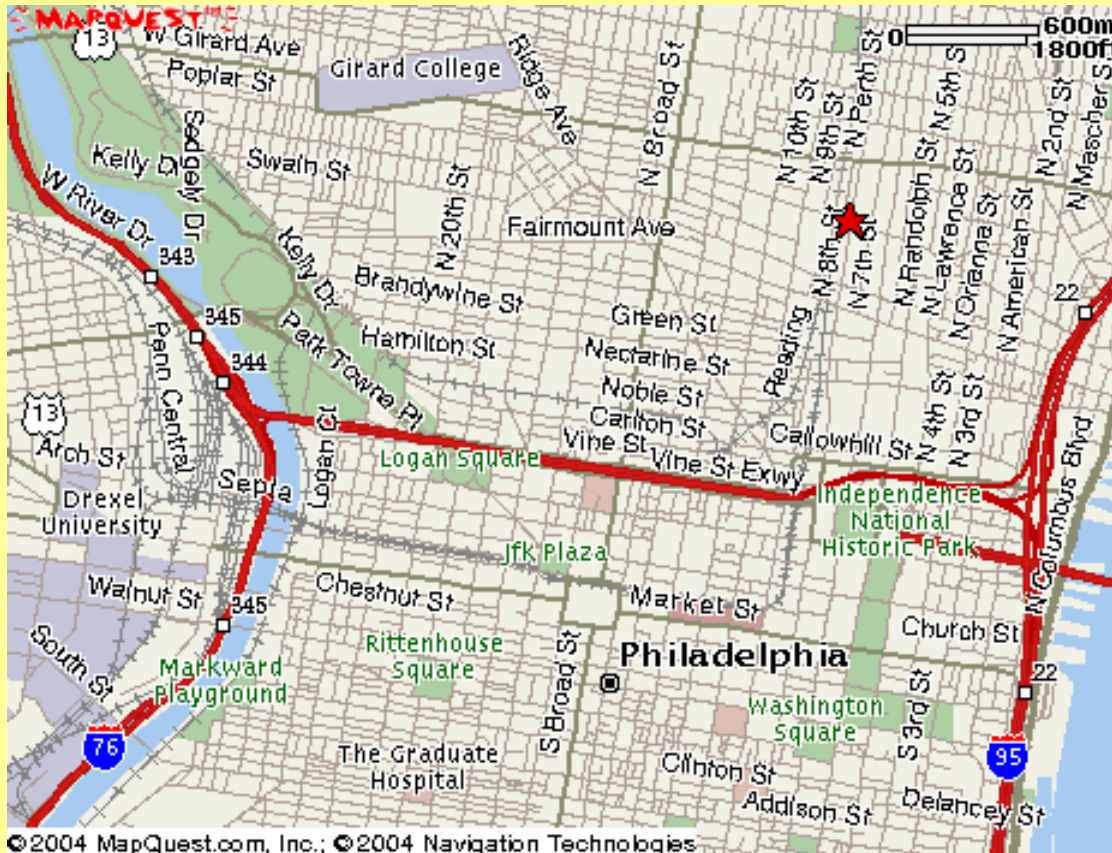 MAPQUEST
13
W Girard Ave
Poplar St
Girard College
Ridge Ave
N Broad St
N 10th St
N 9th St
N Perth St
N 5th St
N 2nd St
N Mascher St
0
600m
1800ft
Kelly Dr
Sedgely Dr
Swain St
W River Dr
N 20th St
Fairmount Ave
N 8th St
N 7th St
N Randolph St
N Lawrence St
N Orianna St
N American St
343
Kelly Dr
Brandywine St
Green St
22
345
Park Towne Pl
Hamilton St
Nectarine St
Reading
Penn Central
344
Noble St
13
Carlton St
Callowhill St
N 4th St
N 3rd St
Vine St
Vine St Expy
Arch St
Logan
Logan Square
Septa
Drexel
University
Independence
National
Historic Park
N Columbus Blvd
Jfk Plaza
Walnut St
345
Chestnut St
Market St
Church St
South St
Rittenhouse
Square
Philadelphia
22
Markward
Playground
S Broad St
Washington
Square
S 3rd St
76
The Graduate
Hospital
Clinton St
95
Addison St
Delancey St
©2004 MapQuest.com, Inc.; ©2004 Navigation Technologies